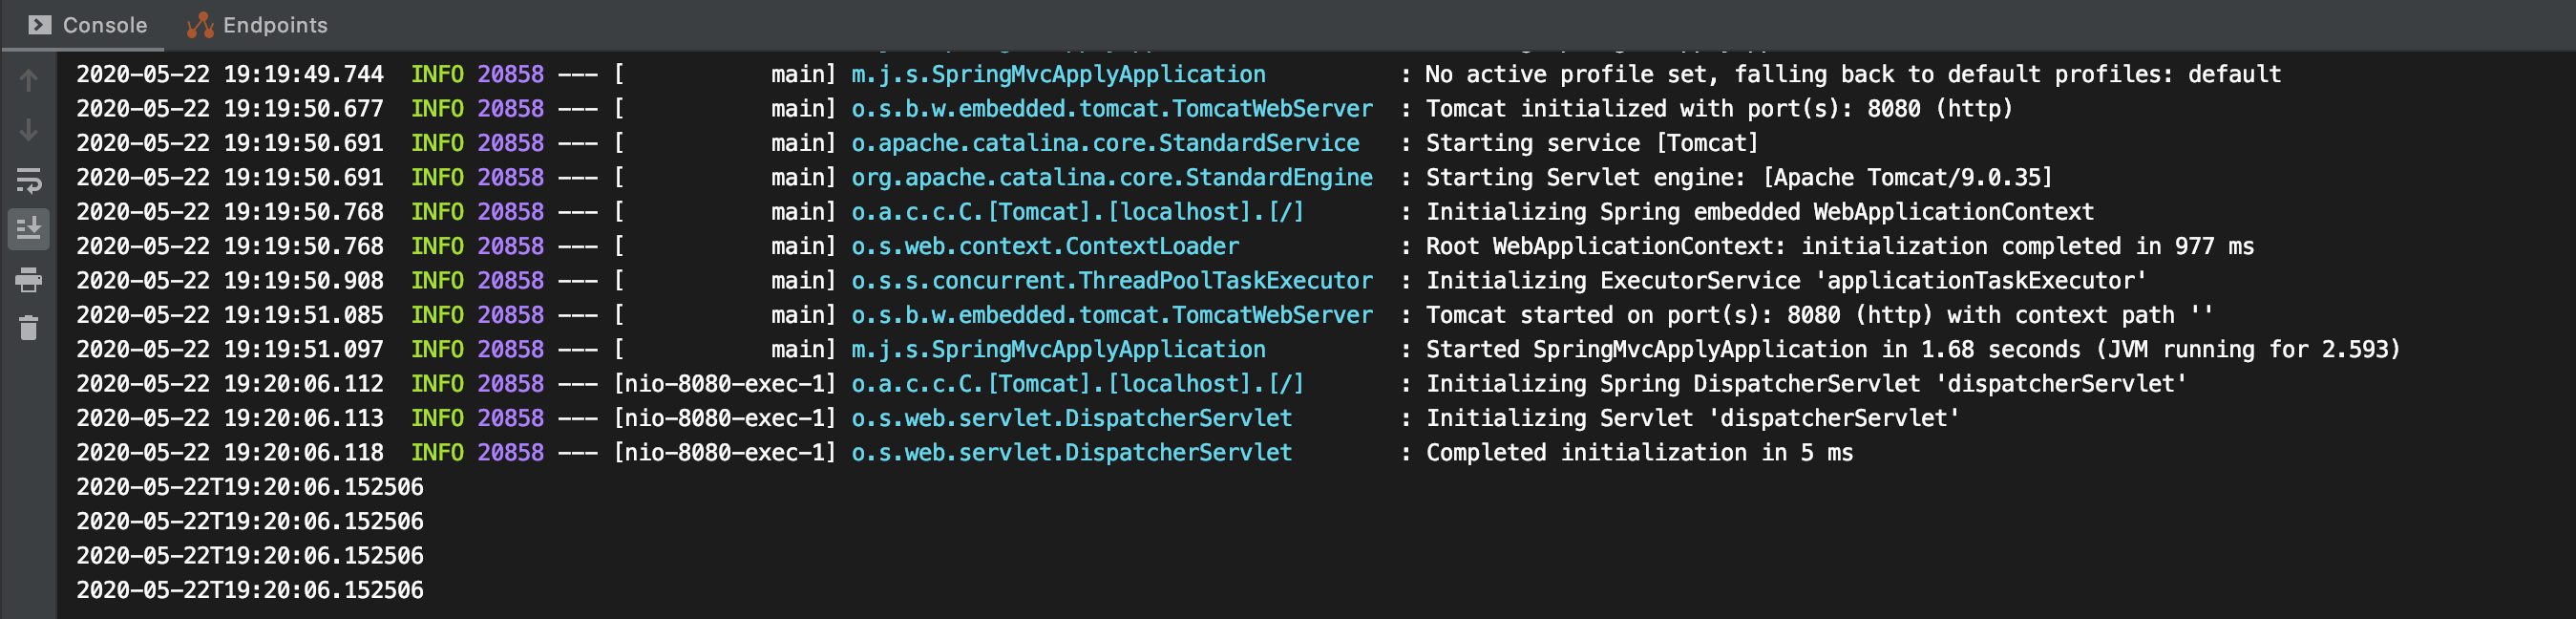 Console Endpoints
2020-05-22 19:19:49.744  INFO 20858 --- [           main] m.j.s.SpringMvcApplyApplication          : No active profile set, falling back to default profiles: default
2020-05-22 19:19:50.677  INFO 20858 --- [           main] o.s.b.w.embedded.tomcat.TomcatWebServer  : Tomcat initialized with port(s): 8080 (http)
2020-05-22 19:19:50.691  INFO 20858 --- [           main] o.apache.catalina.core.StandardService   : Starting service [Tomcat]
2020-05-22 19:19:50.691  INFO 20858 --- [           main] org.apache.catalina.core.StandardEngine  : Starting Servlet engine: [Apache Tomcat/9.0.35]
2020-05-22 19:19:50.768  INFO 20858 --- [           main] o.a.c.c.C.[Tomcat].[localhost].[/]       : Initializing Spring embedded WebApplicationContext
2020-05-22 19:19:50.768  INFO 20858 --- [           main] o.s.web.context.ContextLoader            : Root WebApplicationContext: initialization completed in 977 ms
2020-05-22 19:19:50.908  INFO 20858 --- [           main] o.s.s.concurrent.ThreadPoolTaskExecutor  : Initializing ExecutorService 'applicationTaskExecutor'
2020-05-22 19:19:51.085  INFO 20858 --- [           main] o.s.b.w.embedded.tomcat.TomcatWebServer  : Tomcat started on port(s): 8080 (http) with context path ''
2020-05-22 19:19:51.097  INFO 20858 --- [           main] m.j.s.SpringMvcApplyApplication          : Started SpringMvcApplyApplication in 1.68 seconds (JVM running for 2.593)
2020-05-22 19:20:06.112  INFO 20858 --- [nio-8080-exec-1] o.a.c.c.C.[Tomcat].[localhost].[/]       : Initializing Spring DispatcherServlet 'dispatcherServlet'
2020-05-22 19:20:06.113  INFO 20858 --- [nio-8080-exec-1] o.s.web.servlet.DispatcherServlet        : Initializing Servlet 'dispatcherServlet'
2020-05-22 19:20:06.118  INFO 20858 --- [nio-8080-exec-1] o.s.web.servlet.DispatcherServlet        : Completed initialization in 5 ms
2020-05-22T19:20:06.152506
2020-05-22T19:20:06.152506
2020-05-22T19:20:06.152506
2020-05-22T19:20:06.152506